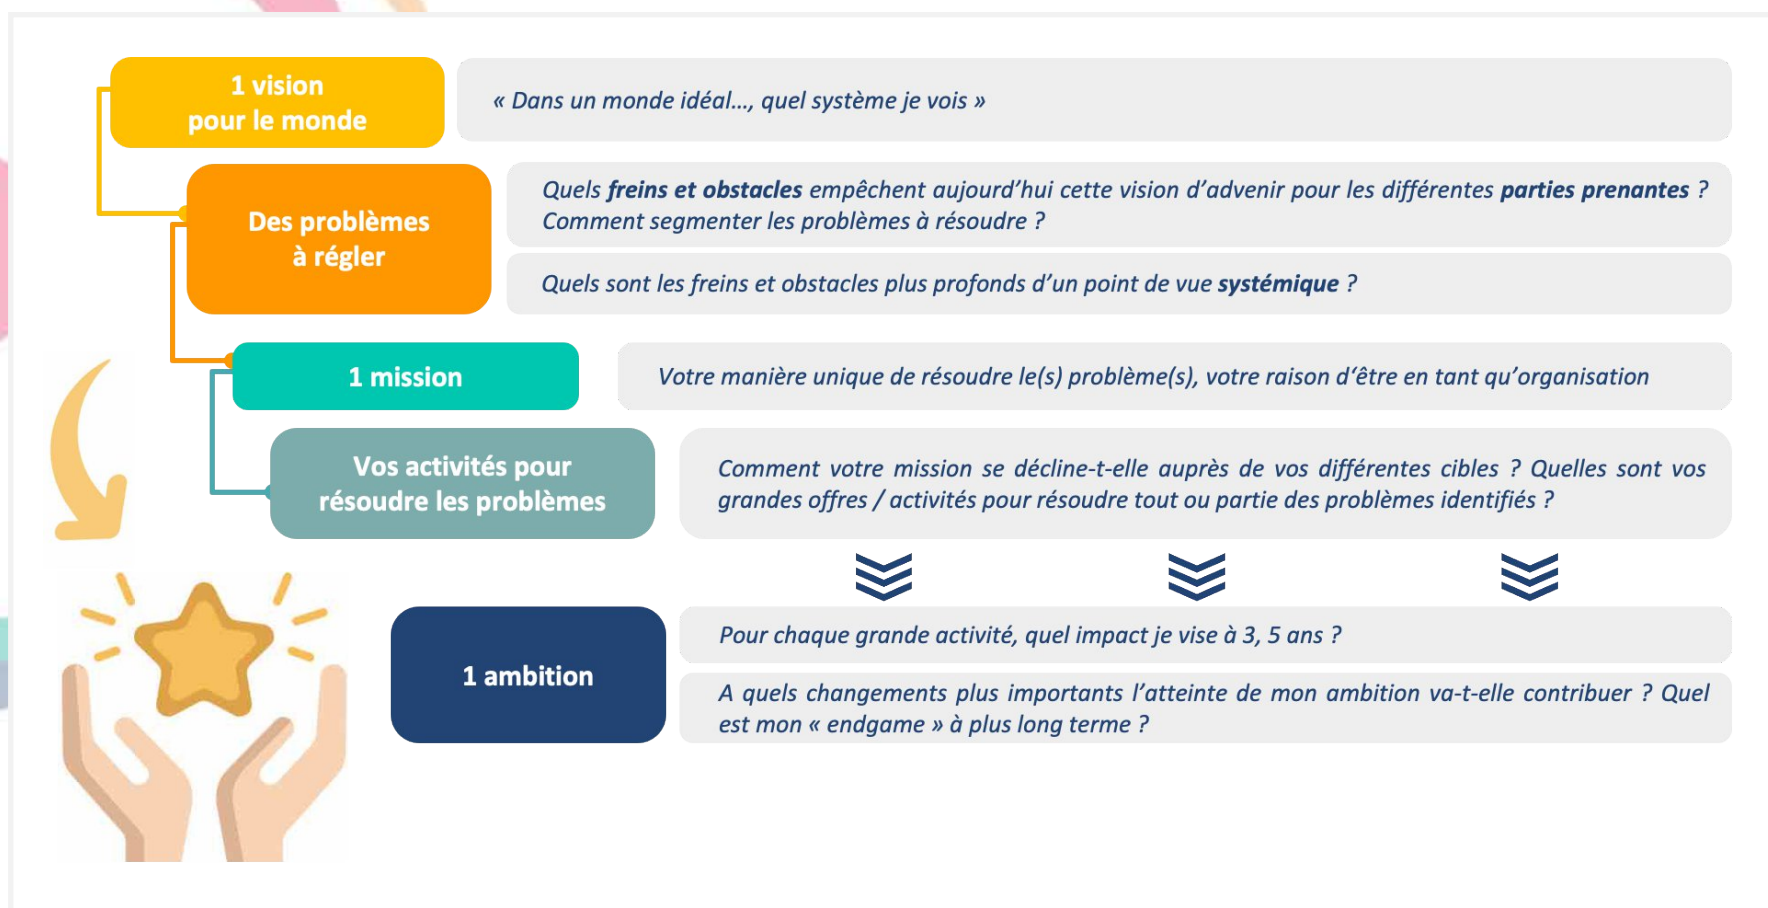 1 vision
pour le monde
« Dans un monde idéal…, quel système je vois »
Des problèmes
à régler
Quels freins et obstacles empêchent aujourd’hui cette vision d’advenir pour les différentes parties prenantes ?
Comment segmenter les problèmes à résoudre ?
Quels sont les freins et obstacles plus profonds d’un point de vue systémique ?
1 mission
Votre manière unique de résoudre le(s) problème(s), votre raison d‘être en tant qu’organisation
Vos activités pour
résoudre les problèmes
Comment votre mission se décline-t-elle auprès de vos différentes cibles ? Quelles sont vos
grandes offres / activités pour résoudre tout ou partie des problèmes identifiés ?
1 ambition
Pour chaque grande activité, quel impact je vise à 3, 5 ans ?
A quels changements plus importants l’atteinte de mon ambition va-t-elle contribuer ? Quel
est mon « endgame » à plus long terme ?